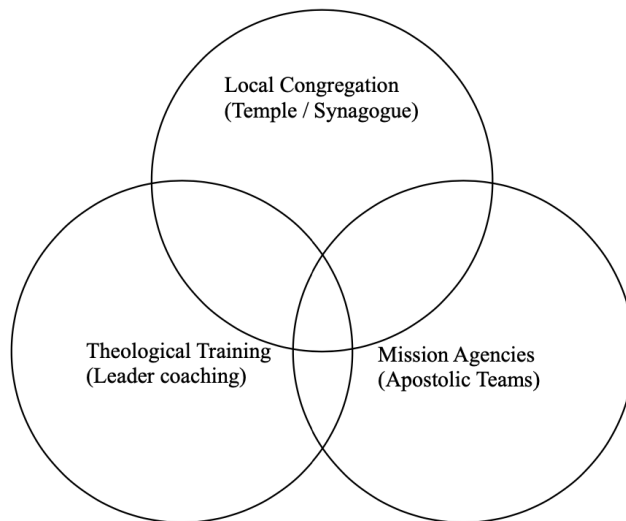 Local Congregation
(Temple / Synagogue)
Theological Training
(Leader coaching)
Mission Agencies
(Apostolic Teams)